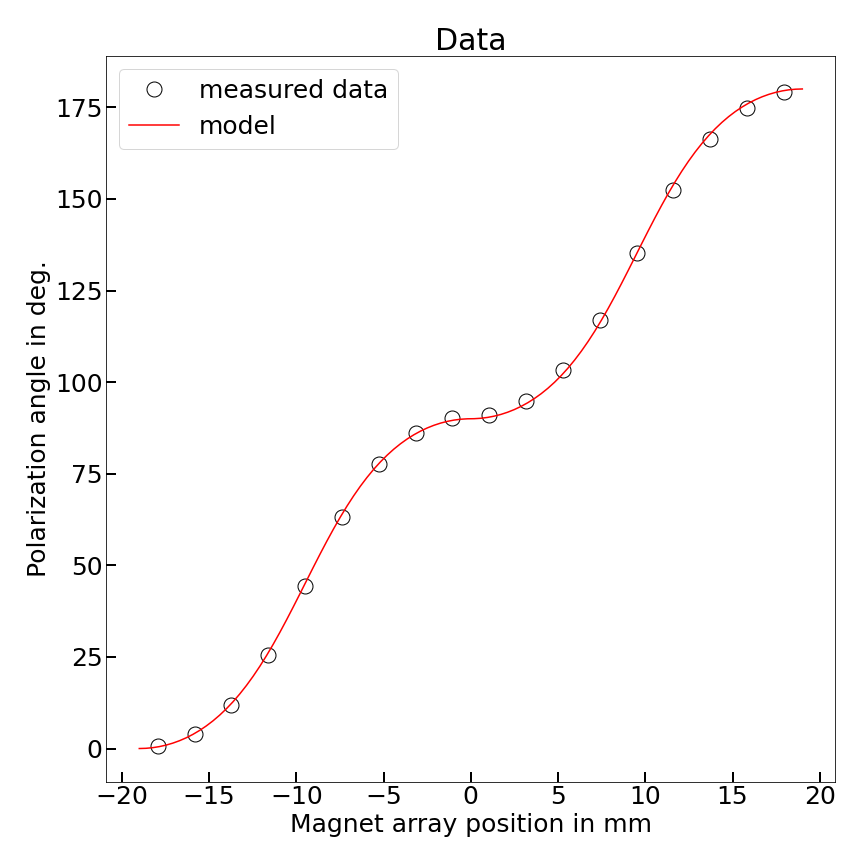 Data
measured data
model
175
150
125
100
75
50
25
0
Polarization angle in deg.
−20 −15 −10 −5 0 5 10 15 20
Magnet array position in mm